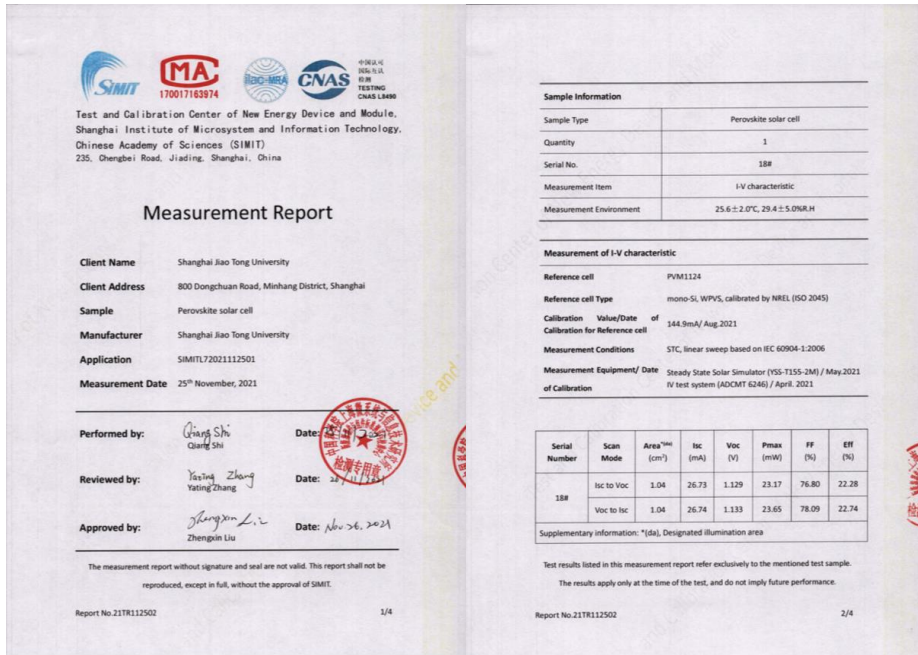 SIMIT
MA
170017163974
ilac-MRA
CNAS
中国认可
国际互认
检测
TESTING
CNAS L8490
Test and Calibration Center of New Energy Device and Module,
Shanghai Institute of Microsystem and Information Technology,
Chinese Academy of Sciences (SIMIT)
235, Chengbei Road, Jiading, Shanghai, China
Measurement Report
Client Name Shanghai Jiao Tong University
Client Address 800 Dongchuan Road, Minhang District, Shanghai
Sample Perovskite solar cell
Manufacturer Shanghai Jiao Tong University
Application SIMITL72021112501
Measurement Date 25th November, 2021
Performed by: Qiang Shi Date:
Qiang Shi
Reviewed by: Yating Zhang Date:
Yating Zhang
检测专用章
Approved by: Zhengxin Liu Date: Nov 26, 2021
Zhengxin Liu
The measurement report without signature and seal are not valid. This report shall not be
reproduced, except in full, without the approval of SIMIT.
Report No.21TR112502 1/4
Sample Information
Sample Type Perovskite solar cell
Quantity 1
Serial No. 18#
Measurement Item I-V characteristic
Measurement Environment 25.6±2.0℃, 29.4±5.0%R.H
Measurement of I-V characteristic
Reference cell PVM1124
Reference cell Type mono-Si, WPVS, calibrated by NREL (ISO 2045)
Calibration Value/Date of
Calibration for Reference cell 144.9mA/ Aug.2021
Measurement Conditions STC, linear sweep based on IEC 60904-1:2006
Measurement Equipment/ Date Steady State Solar Simulator (YSS-T155-2M) / May.2021
of Calibration IV test system (ADCMT 6246) / April. 2021
Serial Scan Area*(da) Isc Voc Pmax FF Eff
Number Mode (cm²) (mA) (V) (mW) (%) (%)
18# Isc to Voc 1.04 26.73 1.129 23.17 76.80 22.28
Voc to Isc 1.04 26.74 1.133 23.65 78.09 22.74
Supplementary information: *(da), Designated illumination area
Test results listed in this measurement report refer exclusively to the mentioned test sample.
The results apply only at the time of the test, and do not imply future performance.
Report No.21TR112502 2/4